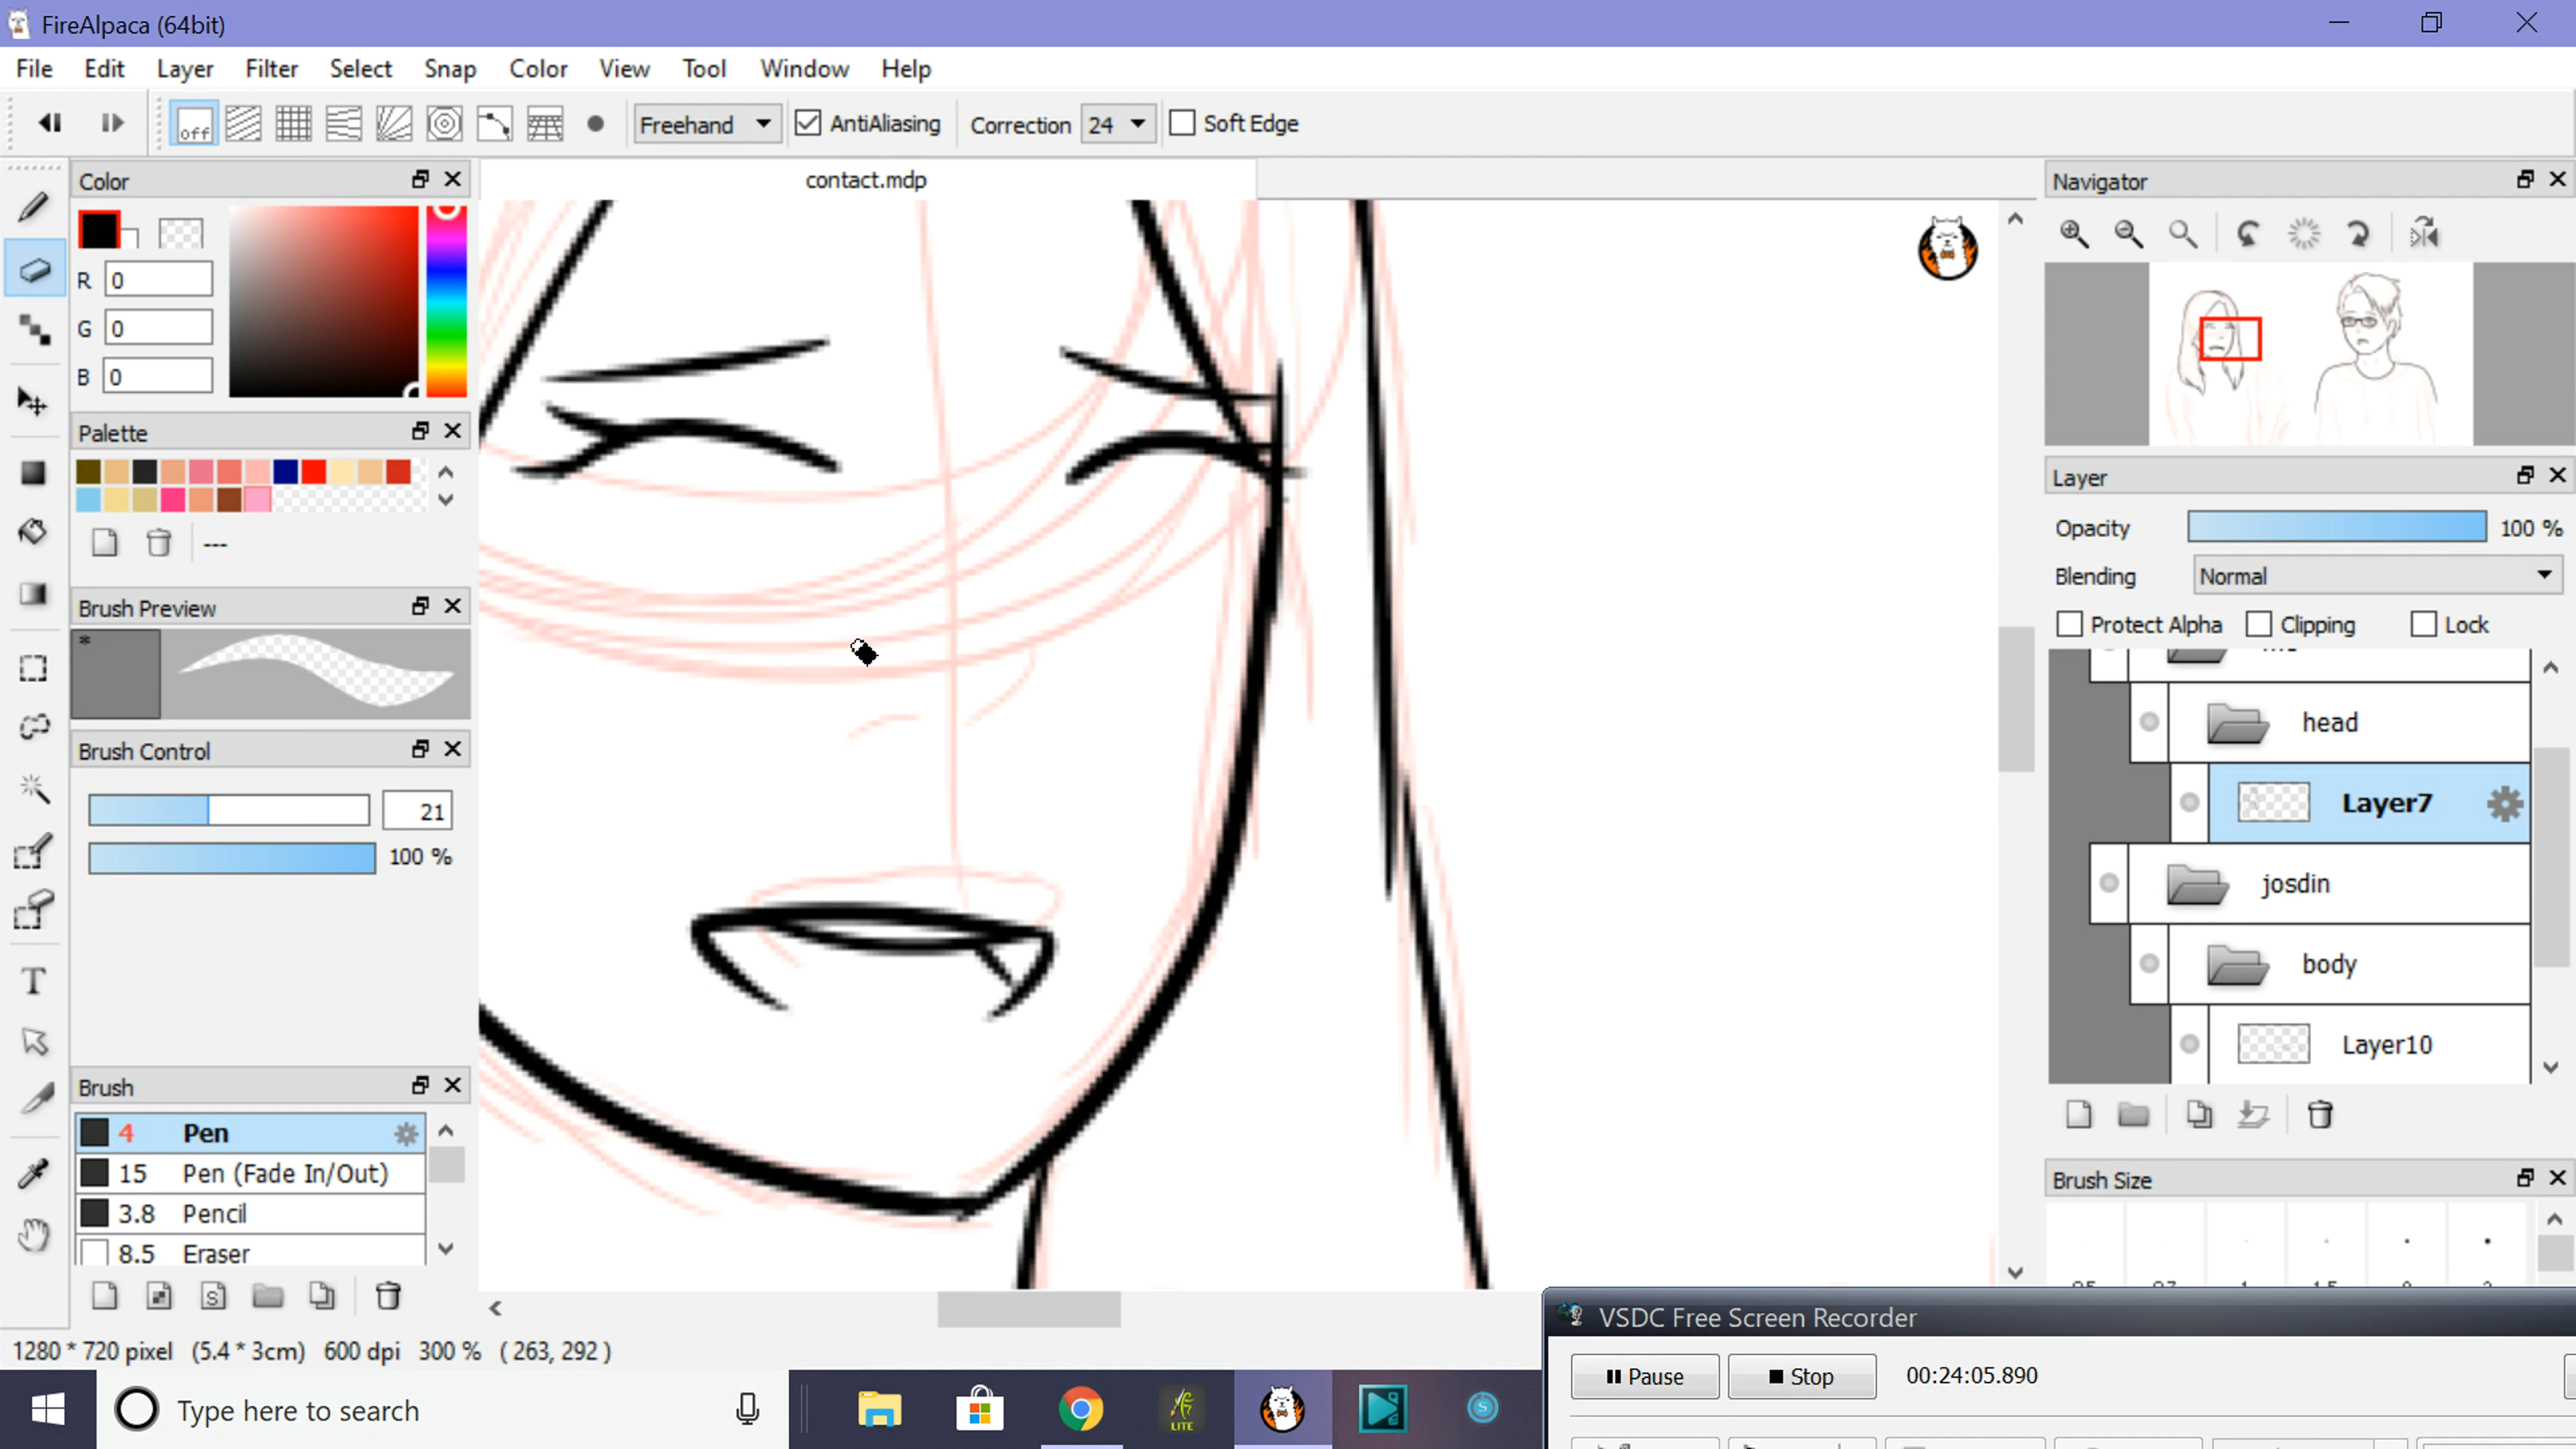 FireAlpaca (64bit)
File Edit Layer Filter Select Snap Color View Tool Window Help
off Freehand AntiAliasing Correction 24 Soft Edge
Color
R 0
G 0
B 0
Palette
---
Brush Preview
*
Brush Control
21
100 %
Brush
4 Pen
15 Pen (Fade In/Out)
3.8 Pencil
8.5 Eraser
contact.mdp
Navigator
Layer
Opacity 100 %
Blending Normal
Protect Alpha Clipping Lock
head
Layer7
josdin
body
Layer10
Brush Size
1280 * 720 pixel (5.4 * 3cm) 600 dpi 300 % ( 263, 292 )
VSDC Free Screen Recorder
Pause Stop 00:24:05.890
Type here to search
LITE
S